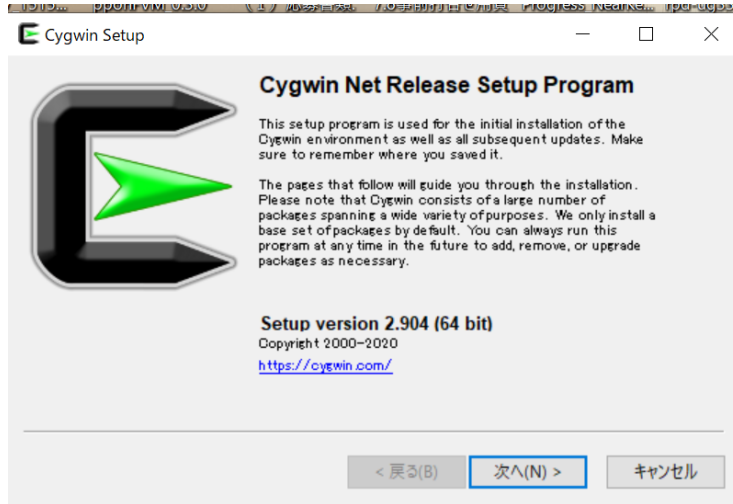 Cygwin Setup
Cygwin Net Release Setup Program
This setup program is used for the initial installation of the
Cygwin environment as well as all subsequent updates. Make
sure to remember where you saved it.
The pages that follow will guide you through the installation.
Please note that Cygwin consists of a large number of
packages spanning a wide variety of purposes. We only install a
base set of packages by default. You can always run this
program at any time in the future to add, remove, or upgrade
packages as necessary.
Setup version 2.904 (64 bit)
Copyright 2000-2020
https://cygwin.com/
< 戻る(B)
次へ(N) >
キャンセル